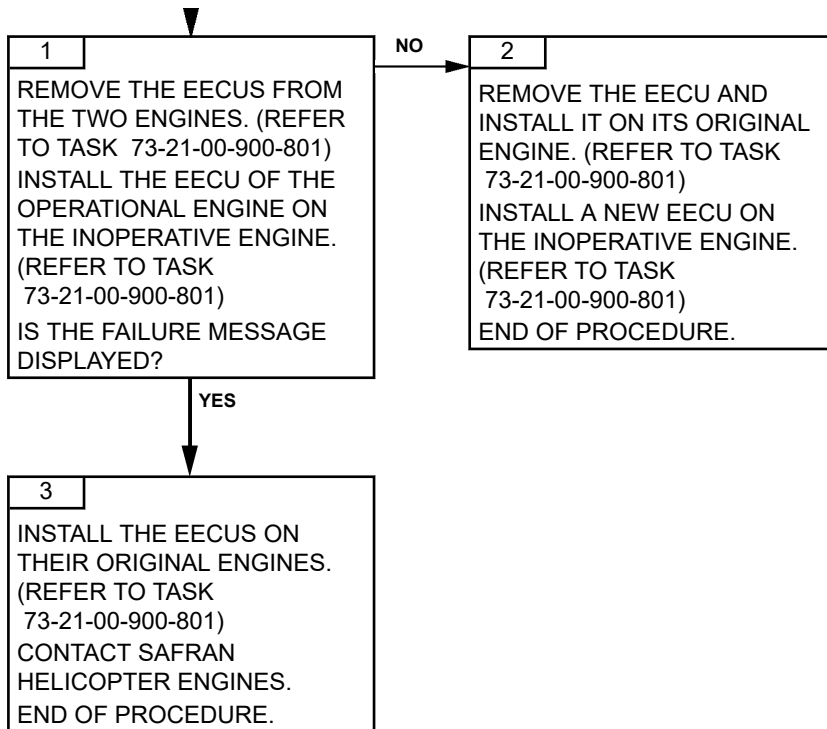 1
REMOVE THE EECUS FROM
THE TWO ENGINES. (REFER
TO TASK 73-21-00-900-801)
INSTALL THE EECU OF THE
OPERATIONAL ENGINE ON
THE INOPERATIVE ENGINE.
(REFER TO TASK
73-21-00-900-801)
IS THE FAILURE MESSAGE
DISPLAYED?
NO
2
REMOVE THE EECU AND
INSTALL IT ON ITS ORIGINAL
ENGINE. (REFER TO TASK
73-21-00-900-801)
INSTALL A NEW EECU ON
THE INOPERATIVE ENGINE.
(REFER TO TASK
73-21-00-900-801)
END OF PROCEDURE.
YES
3
INSTALL THE EECUS ON
THEIR ORIGINAL ENGINES.
(REFER TO TASK
73-21-00-900-801)
CONTACT SAFRAN
HELICOPTER ENGINES.
END OF PROCEDURE.